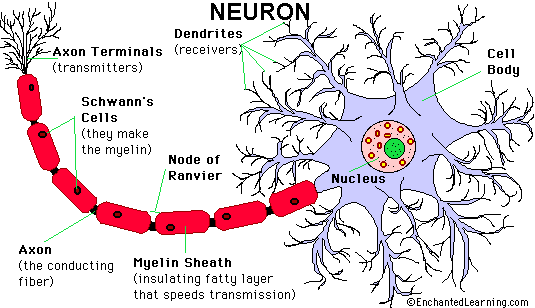 NEURON
Axon Terminals
(transmitters)
Dendrites
(receivers)
Cell
Body
Schwann's
Cells
(they make
the myelin)
Node of
Ranvier
Nucleus
Axon
(the conducting
fiber)
Myelin Sheath
(insulating fatty layer
that speeds transmission)
©EnchantedLearning.com